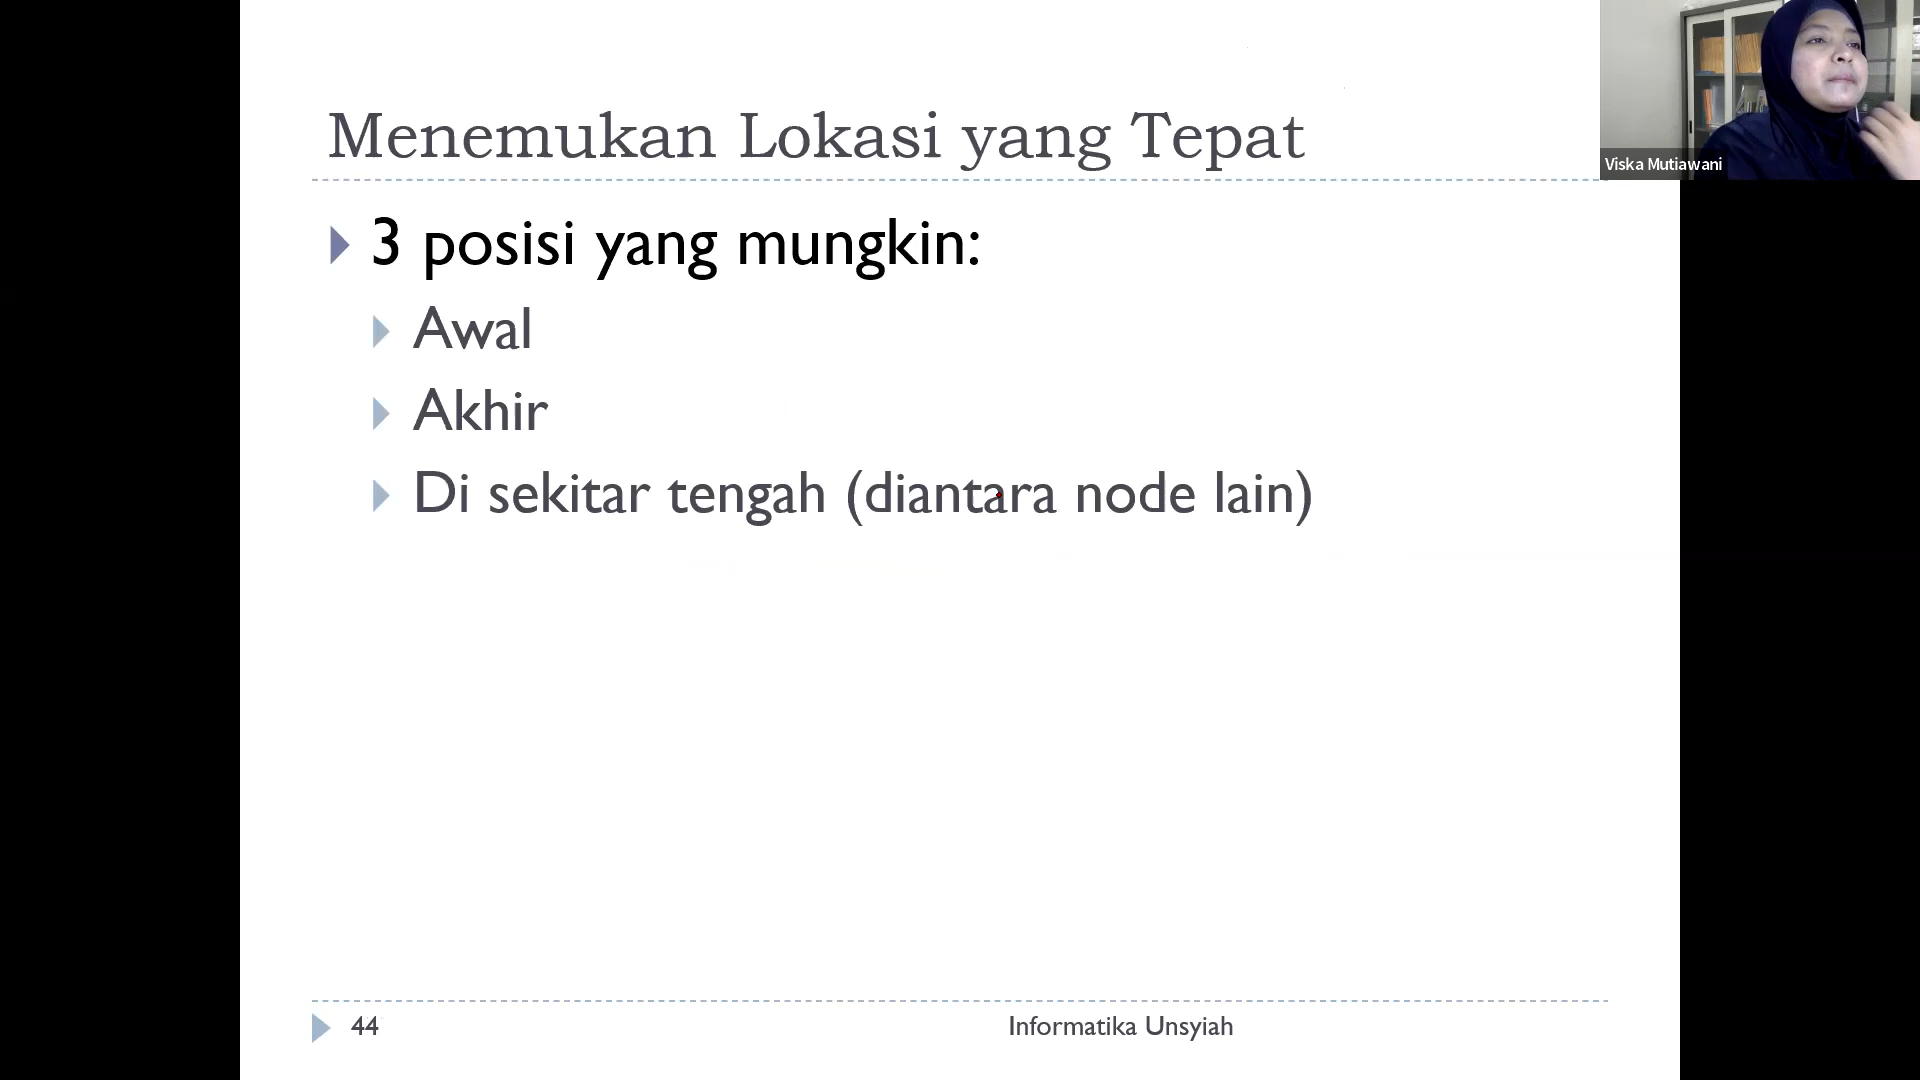 Menemukan Lokasi yang Tepat
3 posisi yang mungkin:
Awal
Akhir
Di sekitar tengah (diantara node lain)
44
Informatika Unsyiah
Viska Mutiawani